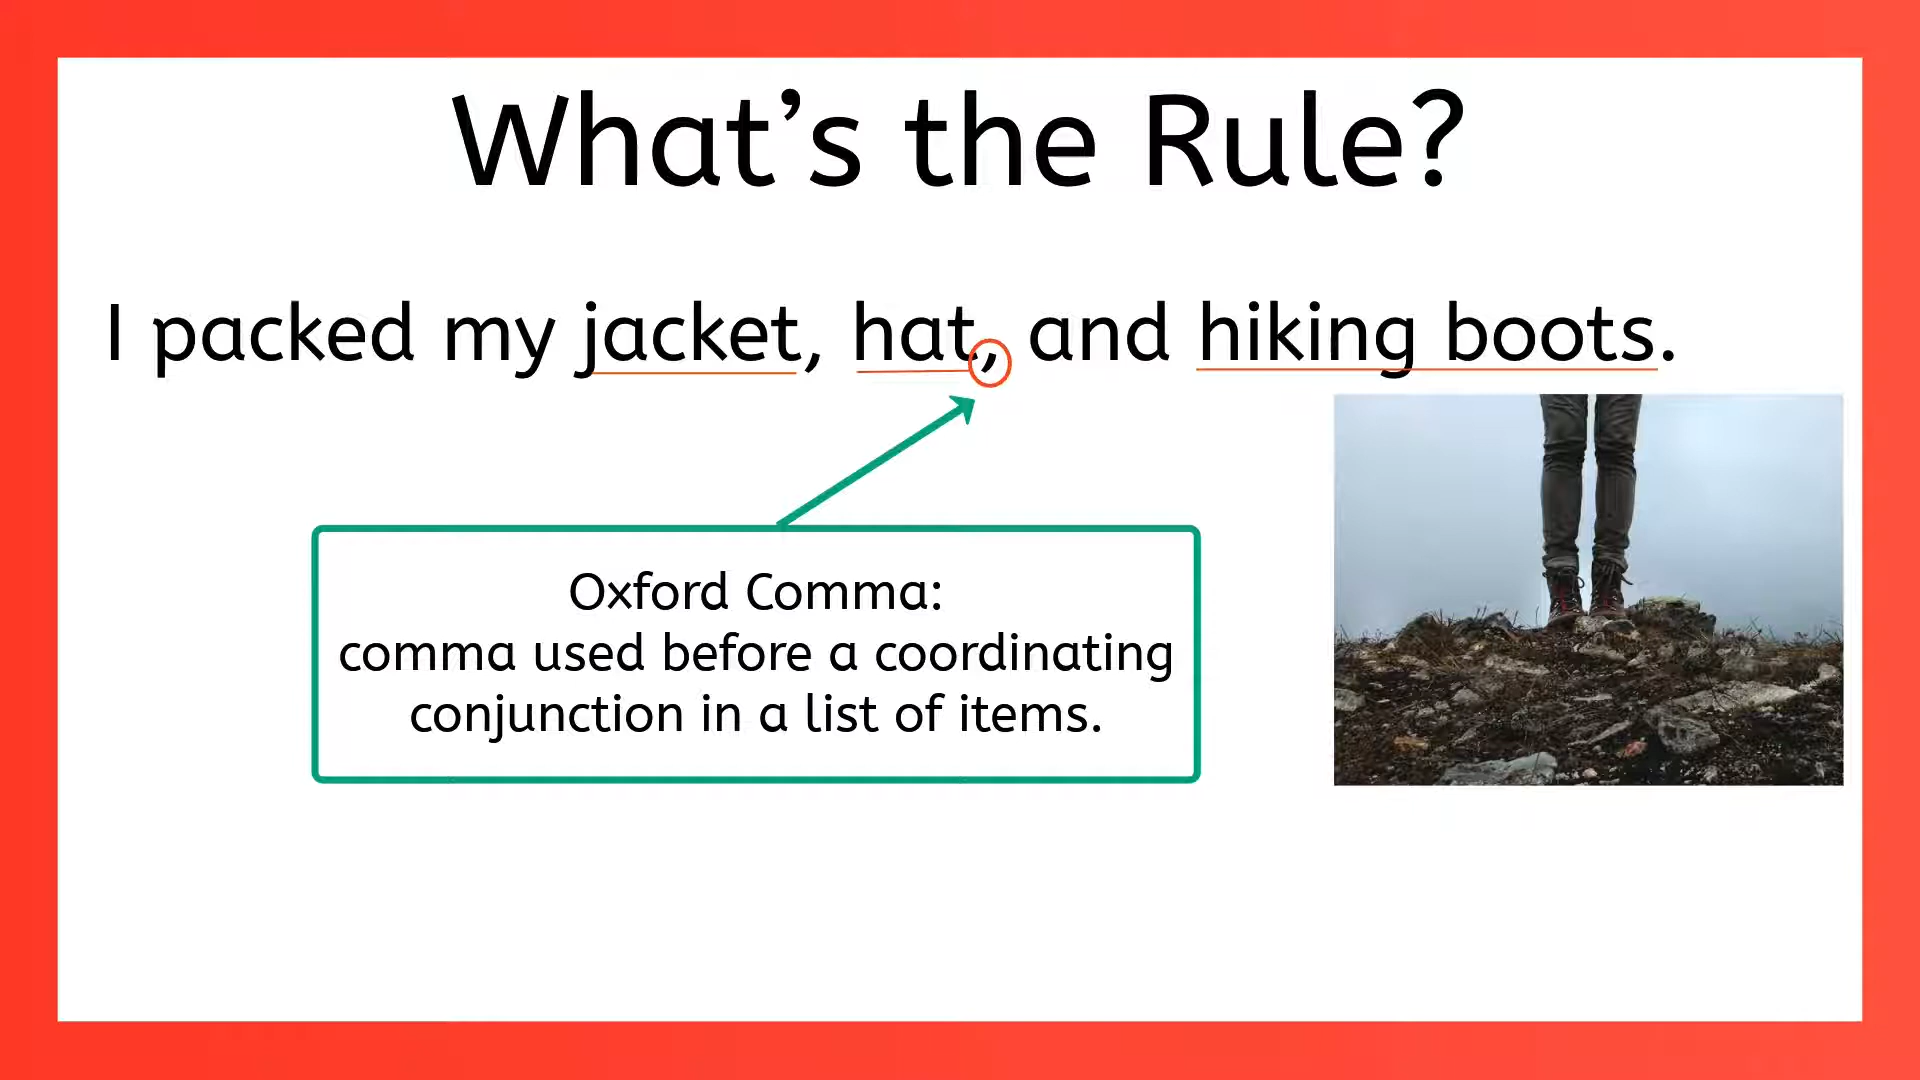 What’s the Rule?
I packed my jacket, hat, and hiking boots.
Oxford Comma:
comma used before a coordinating
conjunction in a list of items.